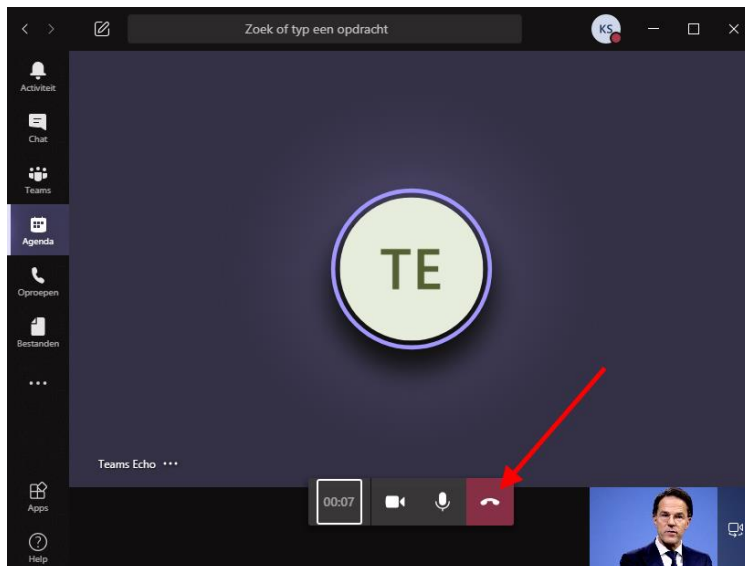 Zoek of typ een opdracht
KS
Activiteit
Chat
Teams
Agenda
Oproepen
Bestanden
TE
Teams Echo
00:07
Apps
Help